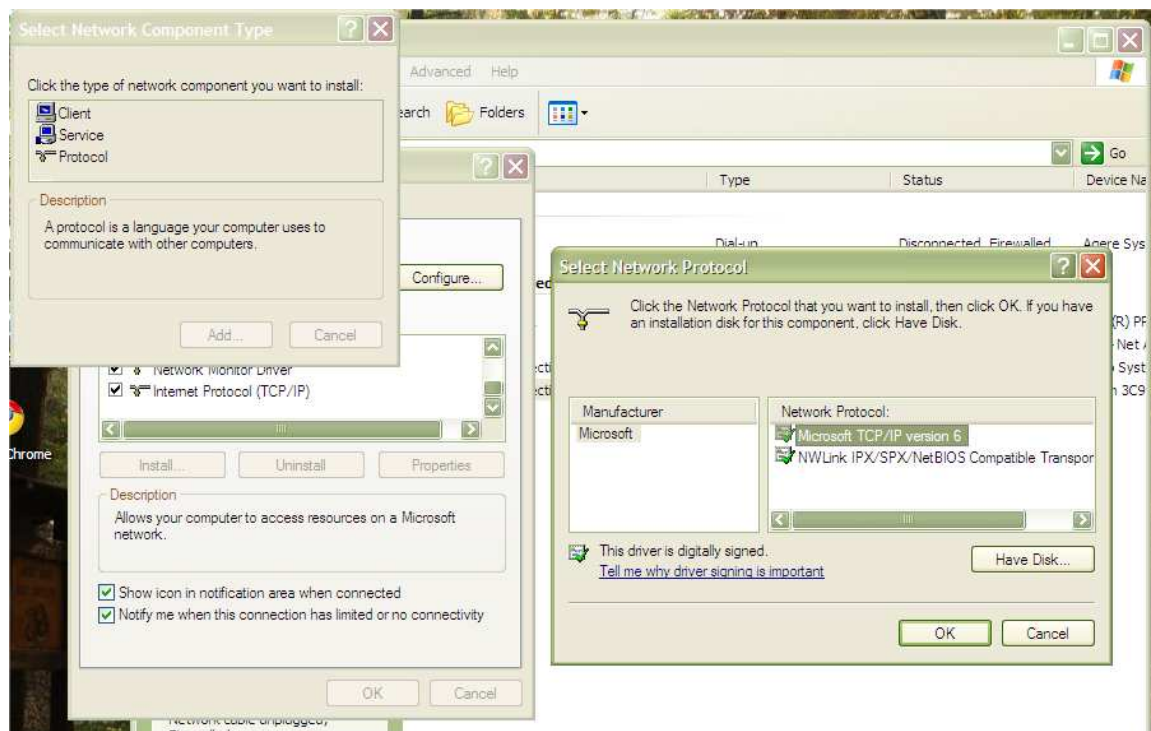 Select Network Component Type
Click the type of network component you want to install:
Client
Service
Protocol
Description
A protocol is a language your computer uses to
communicate with other computers.
Add...
Cancel
Advanced Help
Folders
Go
Type Status
Dial-up Disconnected, Firewalled
Configure...
Network Monitor Driver
Internet Protocol (TCP/IP)
Install...
Uninstall
Properties
Description
Allows your computer to access resources on a Microsoft
network.
Show icon in notification area when connected
Notify me when this connection has limited or no connectivity
OK
Cancel
Network cable unplugged,
Select Network Protocol
Click the Network Protocol that you want to install, then click OK. If you have
an installation disk for this component, click Have Disk.
Manufacturer
Microsoft
Network Protocol:
Microsoft TCP/IP version 6
NWLink IPX/SPX/NetBIOS Compatible Transpor
This driver is digitally signed.
Tell me why driver signing is important
Have Disk...
OK
Cancel